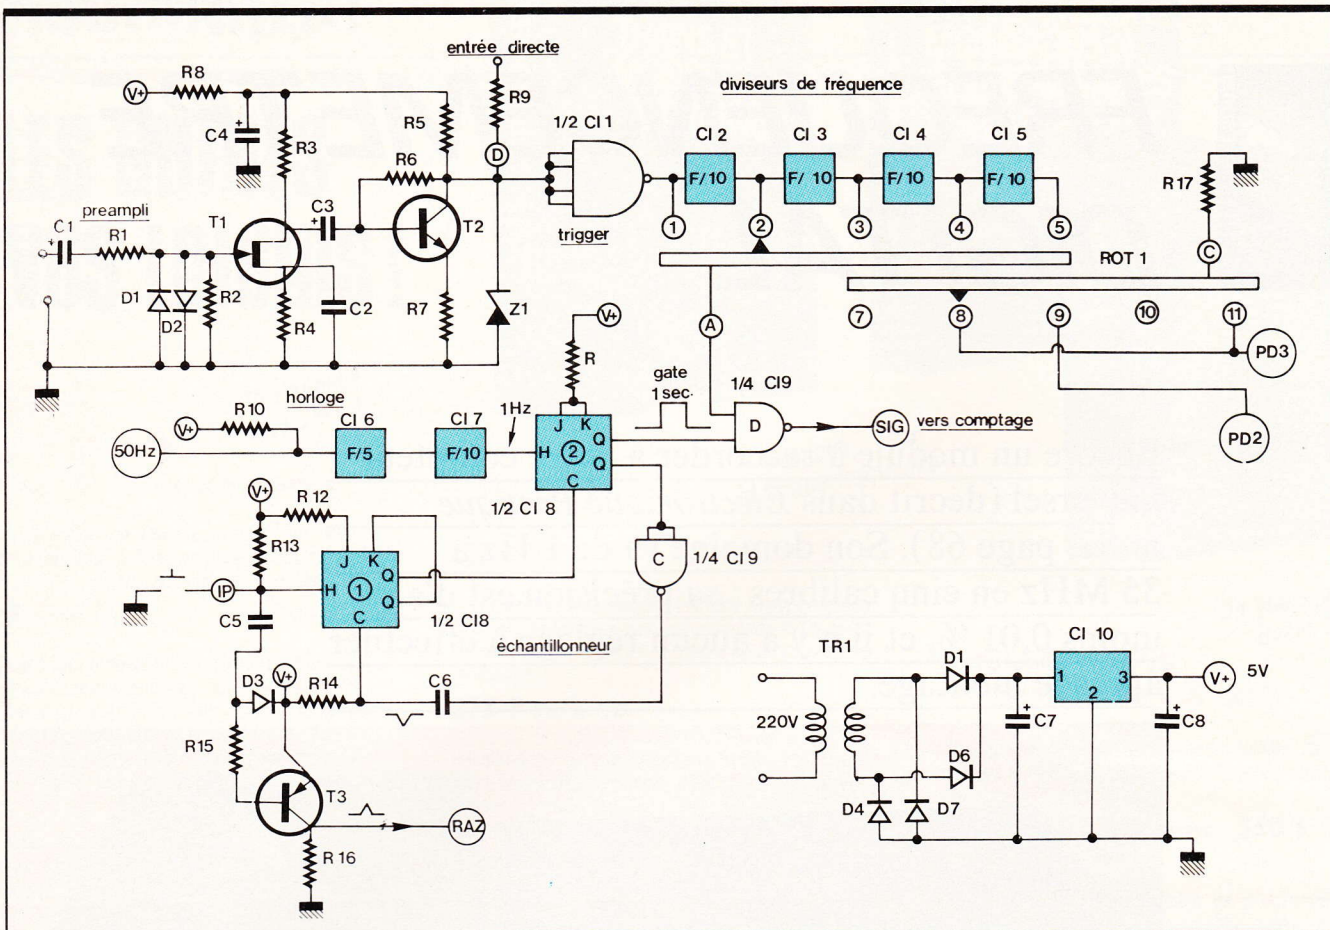 entrée directe
diviseurs de fréquence
V+
R8
R9
C4
R3
R5
1/2 CI 1
CI 2
CI 3
CI 4
CI 5
D
F/10
F/10
F/10
F/10
R6
R17
preampli
T1
C3
T2
trigger
1
2
3
4
5
C1
R1
ROT 1
C
D1
D2
R2
R4
C2
R7
Z1
A
7
8
9
10
11
PD3
V+
R
gate
1 sec.
1/4 CI9
horloge
R10
V+
CI 6
CI 7
1Hz
J
K
Q
D
SIG
vers comptage
PD2
50Hz
F/5
F/10
H
2
Q
C
V+
R12
1/2 CI 8
R13
J
K
Q
C
1/4 CI9
IP
H
1
Q
C5
C
1/2 CI8
échantillonneur
V+
TR1
D1
CI 10
V+
5V
D3
R14
C6
1
3
2
R15
220V
C7
C8
D6
T3
D4
D7
RAZ
R16